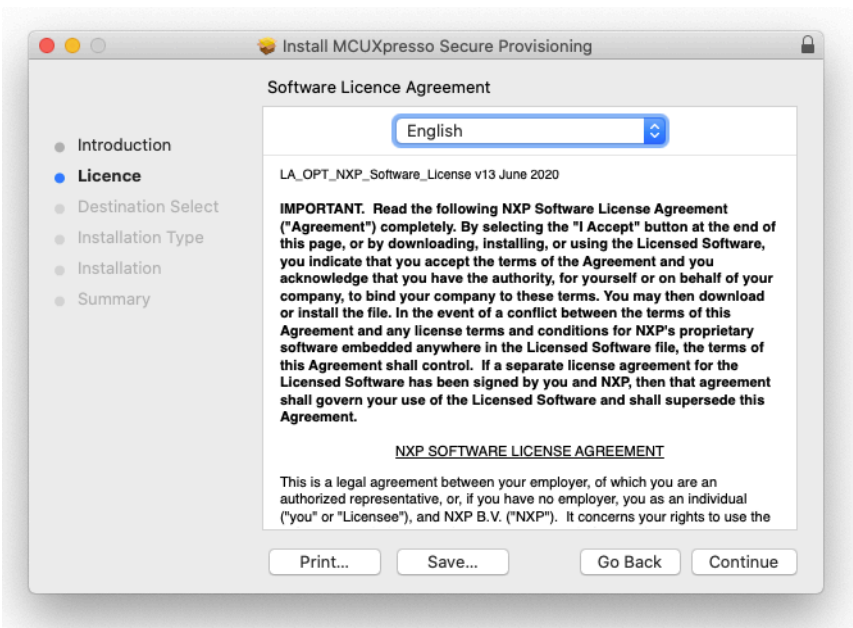 Install MCUXpresso Secure Provisioning
Software Licence Agreement
Introduction
Licence
Destination Select
Installation Type
Installation
Summary
English
LA_OPT_NXP_Software_License v13 June 2020
IMPORTANT.  Read the following NXP Software License Agreement
("Agreement") completely. By selecting the "I Accept" button at the end of
this page, or by downloading, installing, or using the Licensed Software,
you indicate that you accept the terms of the Agreement and you
acknowledge that you have the authority, for yourself or on behalf of your
company, to bind your company to these terms. You may then download
or install the file. In the event of a conflict between the terms of this
Agreement and any license terms and conditions for NXP's proprietary
software embedded anywhere in the Licensed Software file, the terms of
this Agreement shall control.  If a separate license agreement for the
Licensed Software has been signed by you and NXP, then that agreement
shall govern your use of the Licensed Software and shall supersede this
Agreement.
NXP SOFTWARE LICENSE AGREEMENT
This is a legal agreement between your employer, of which you are an
authorized representative, or, if you have no employer, you as an individual
("you" or "Licensee"), and NXP B.V. ("NXP").  It concerns your rights to use the
Print...
Save...
Go Back
Continue